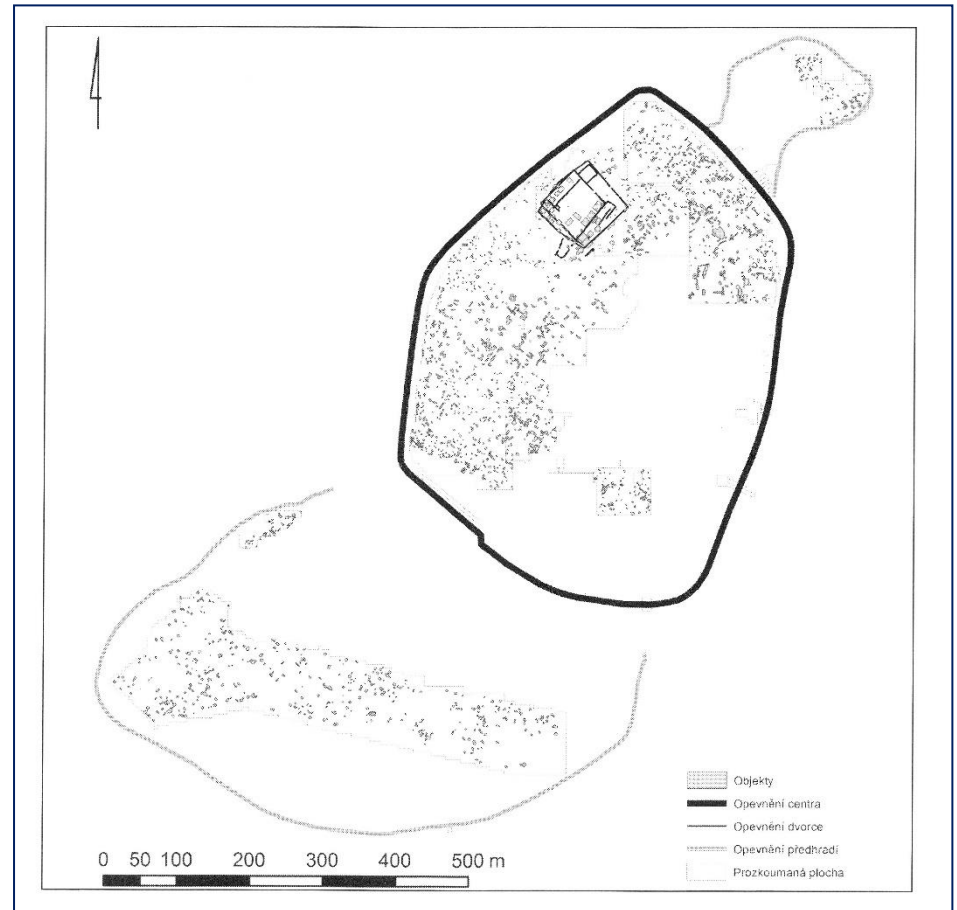 Objekty
Opevnění centra
Opevnění dvorce
Opevnění předhradí
Prozkoumaná plocha
0 50 100 200 300 400 500 m